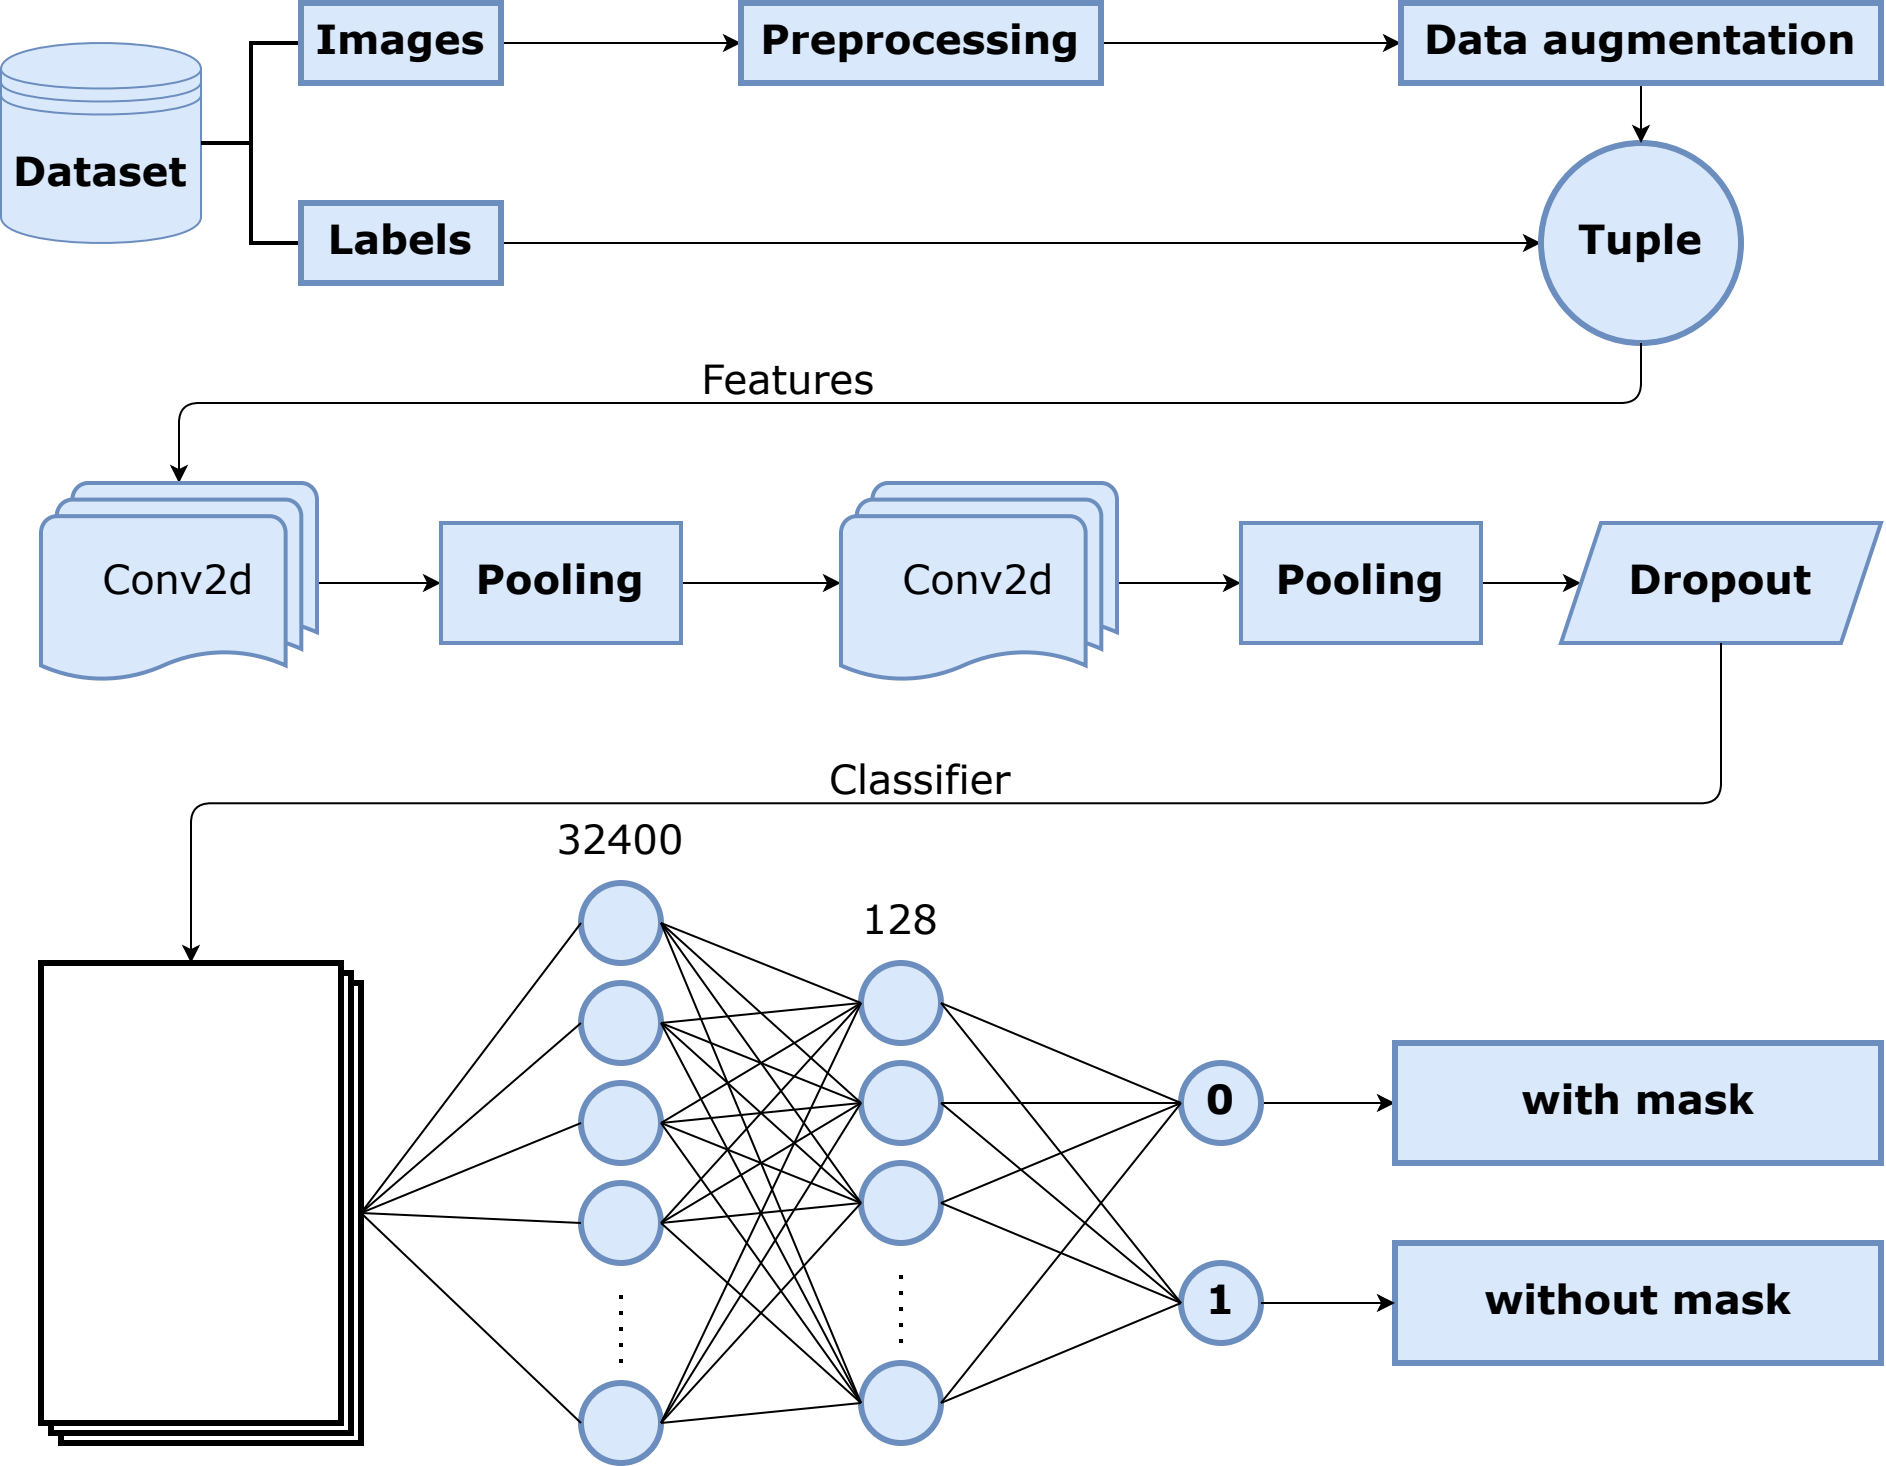 Images
Preprocessing
Data augmentation
Dataset
Labels
Tuple
Features
Conv2d
Pooling
Conv2d
Pooling
Dropout
Classifier
32400
128
0
with mask
1
without mask